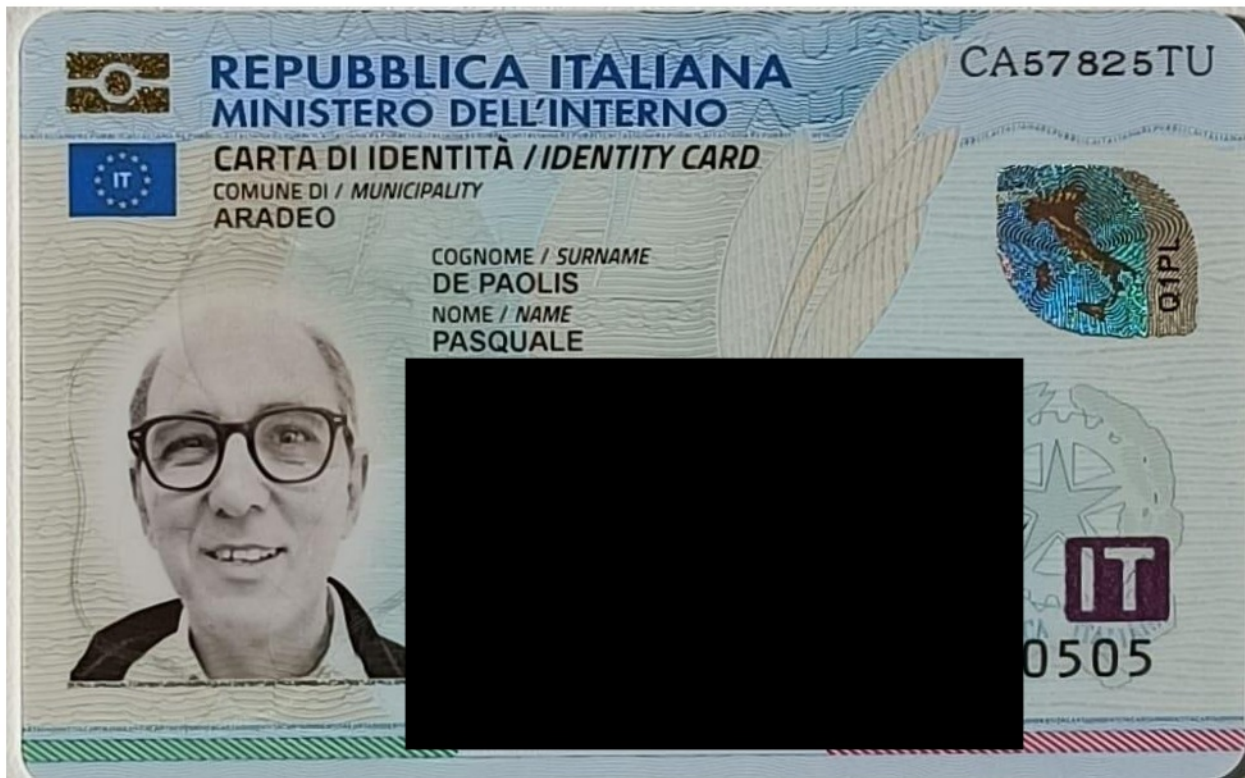 REPUBBLICA ITALIANA
CA57825TU
MINISTERO DELL'INTERNO
CARTA DI IDENTITÀ / IDENTITY CARD
IT
COMUNE DI / MUNICIPALITY
ARADEO
COGNOME / SURNAME
DE PAOLIS
NOME / NAME
PASQUALE
01PL
IT
0505